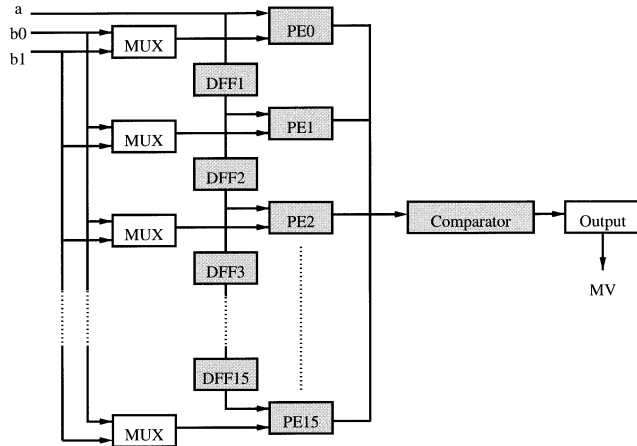 a
b0
b1
MUX
PE0
DFF1
MUX
PE1
DFF2
MUX
PE2
Comparator
Output
DFF3
MV
DFF15
MUX
PE15